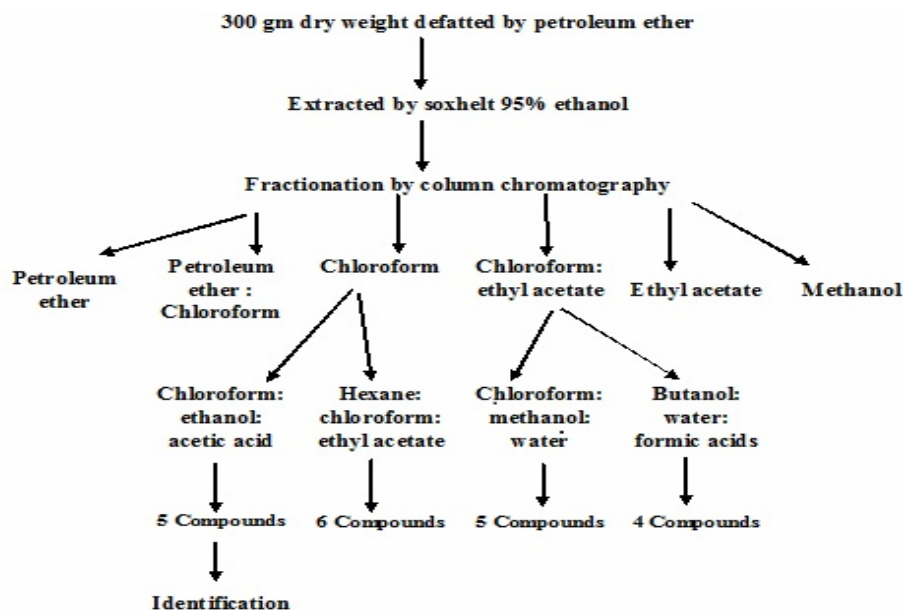 300 gm dry weight defatted by petroleum ether
Extracted by soxhelt 95% ethanol
Fractionation by column chromatography
Petroleum
ether
Petroleum
ether :
Chloroform
Chloroform
Chloroform:
ethyl acetate
Ethyl acetate
Methanol
Chloroform:
ethanol:
acetic acid
Hexane:
chloroform:
ethyl acetate
Chloroform:
methanol:
water
Butanol:
water:
formic acids
5 Compounds
6 Compounds
5 Compounds
4 Compounds
Identification